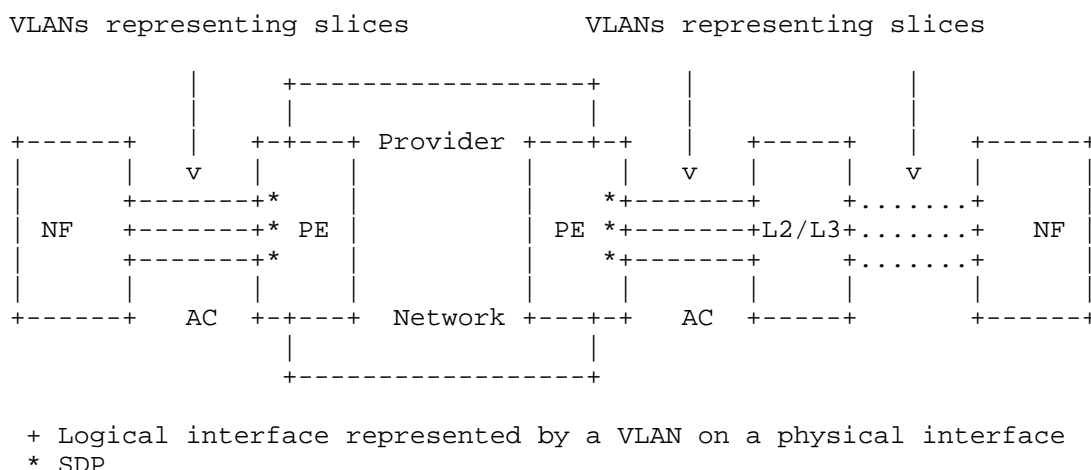 VLANs representing slices VLANs representing slices
Provider
v v v
*   *
NF * PE PE * L2/L3 NF
*   *
AC Network AC
+ Logical interface represented by a VLAN on a physical interface
* SDP